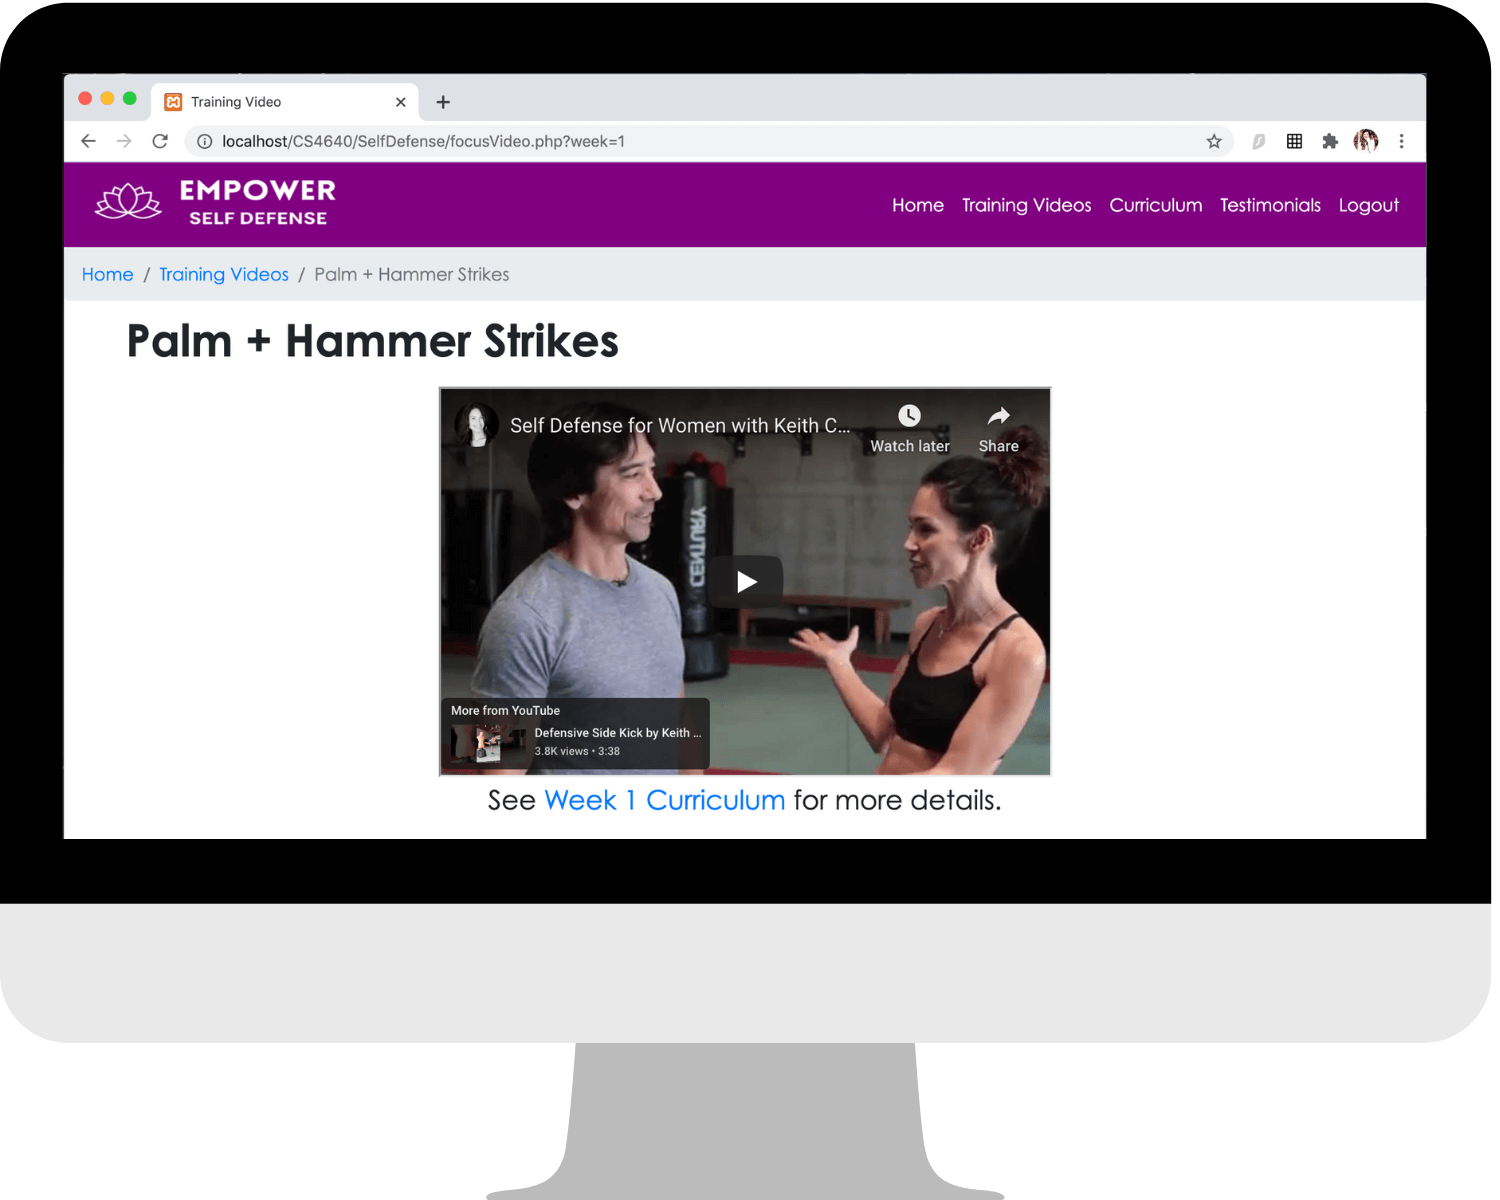 Training Video
localhost/CS4640/SelfDefense/focusVideo.php?week=1
EMPOWER
SELF DEFENSE
Home Training Videos Curriculum Testimonials Logout
Home / Training Videos / Palm + Hammer Strikes
Palm + Hammer Strikes
Self Defense for Women with Keith C...
Watch later
Share
CENTURY
More from YouTube
Defensive Side Kick by Keith ...
3.8K views • 3:38
See Week 1 Curriculum for more details.